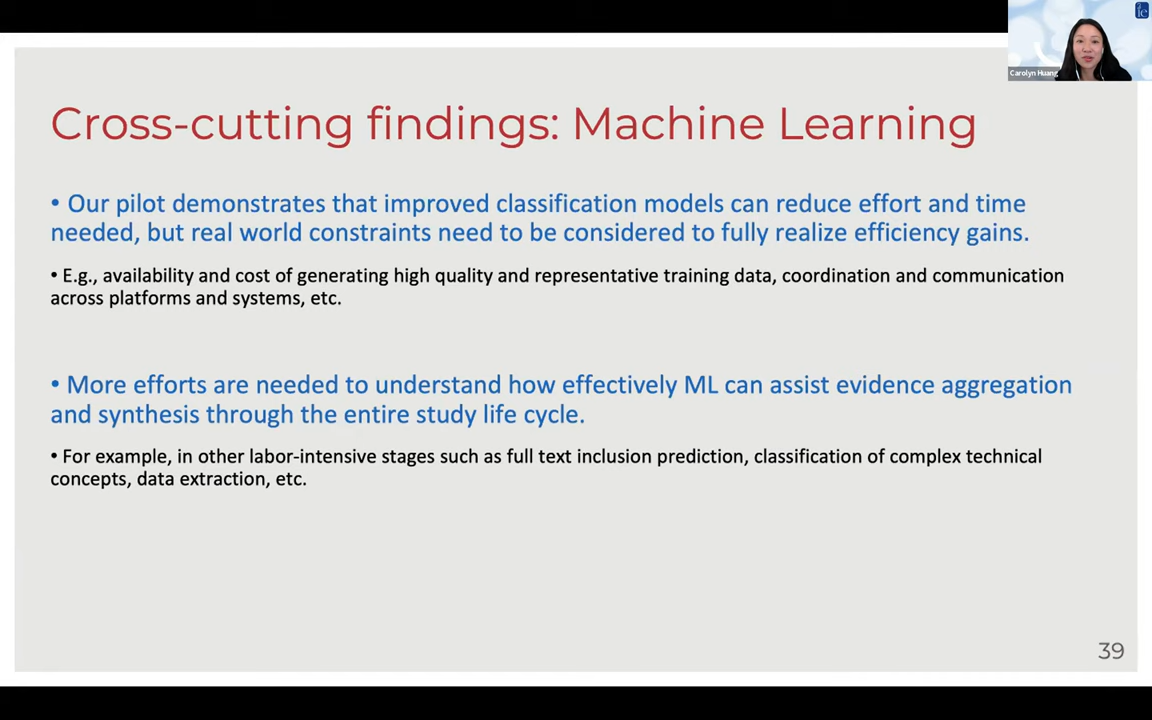 ie
Carolyn Huang
Cross-cutting findings: Machine Learning
• Our pilot demonstrates that improved classification models can reduce effort and time
needed, but real world constraints need to be considered to fully realize efficiency gains.
• E.g., availability and cost of generating high quality and representative training data, coordination and communication
across platforms and systems, etc.
• More efforts are needed to understand how effectively ML can assist evidence aggregation
and synthesis through the entire study life cycle.
• For example, in other labor-intensive stages such as full text inclusion prediction, classification of complex technical
concepts, data extraction, etc.
39